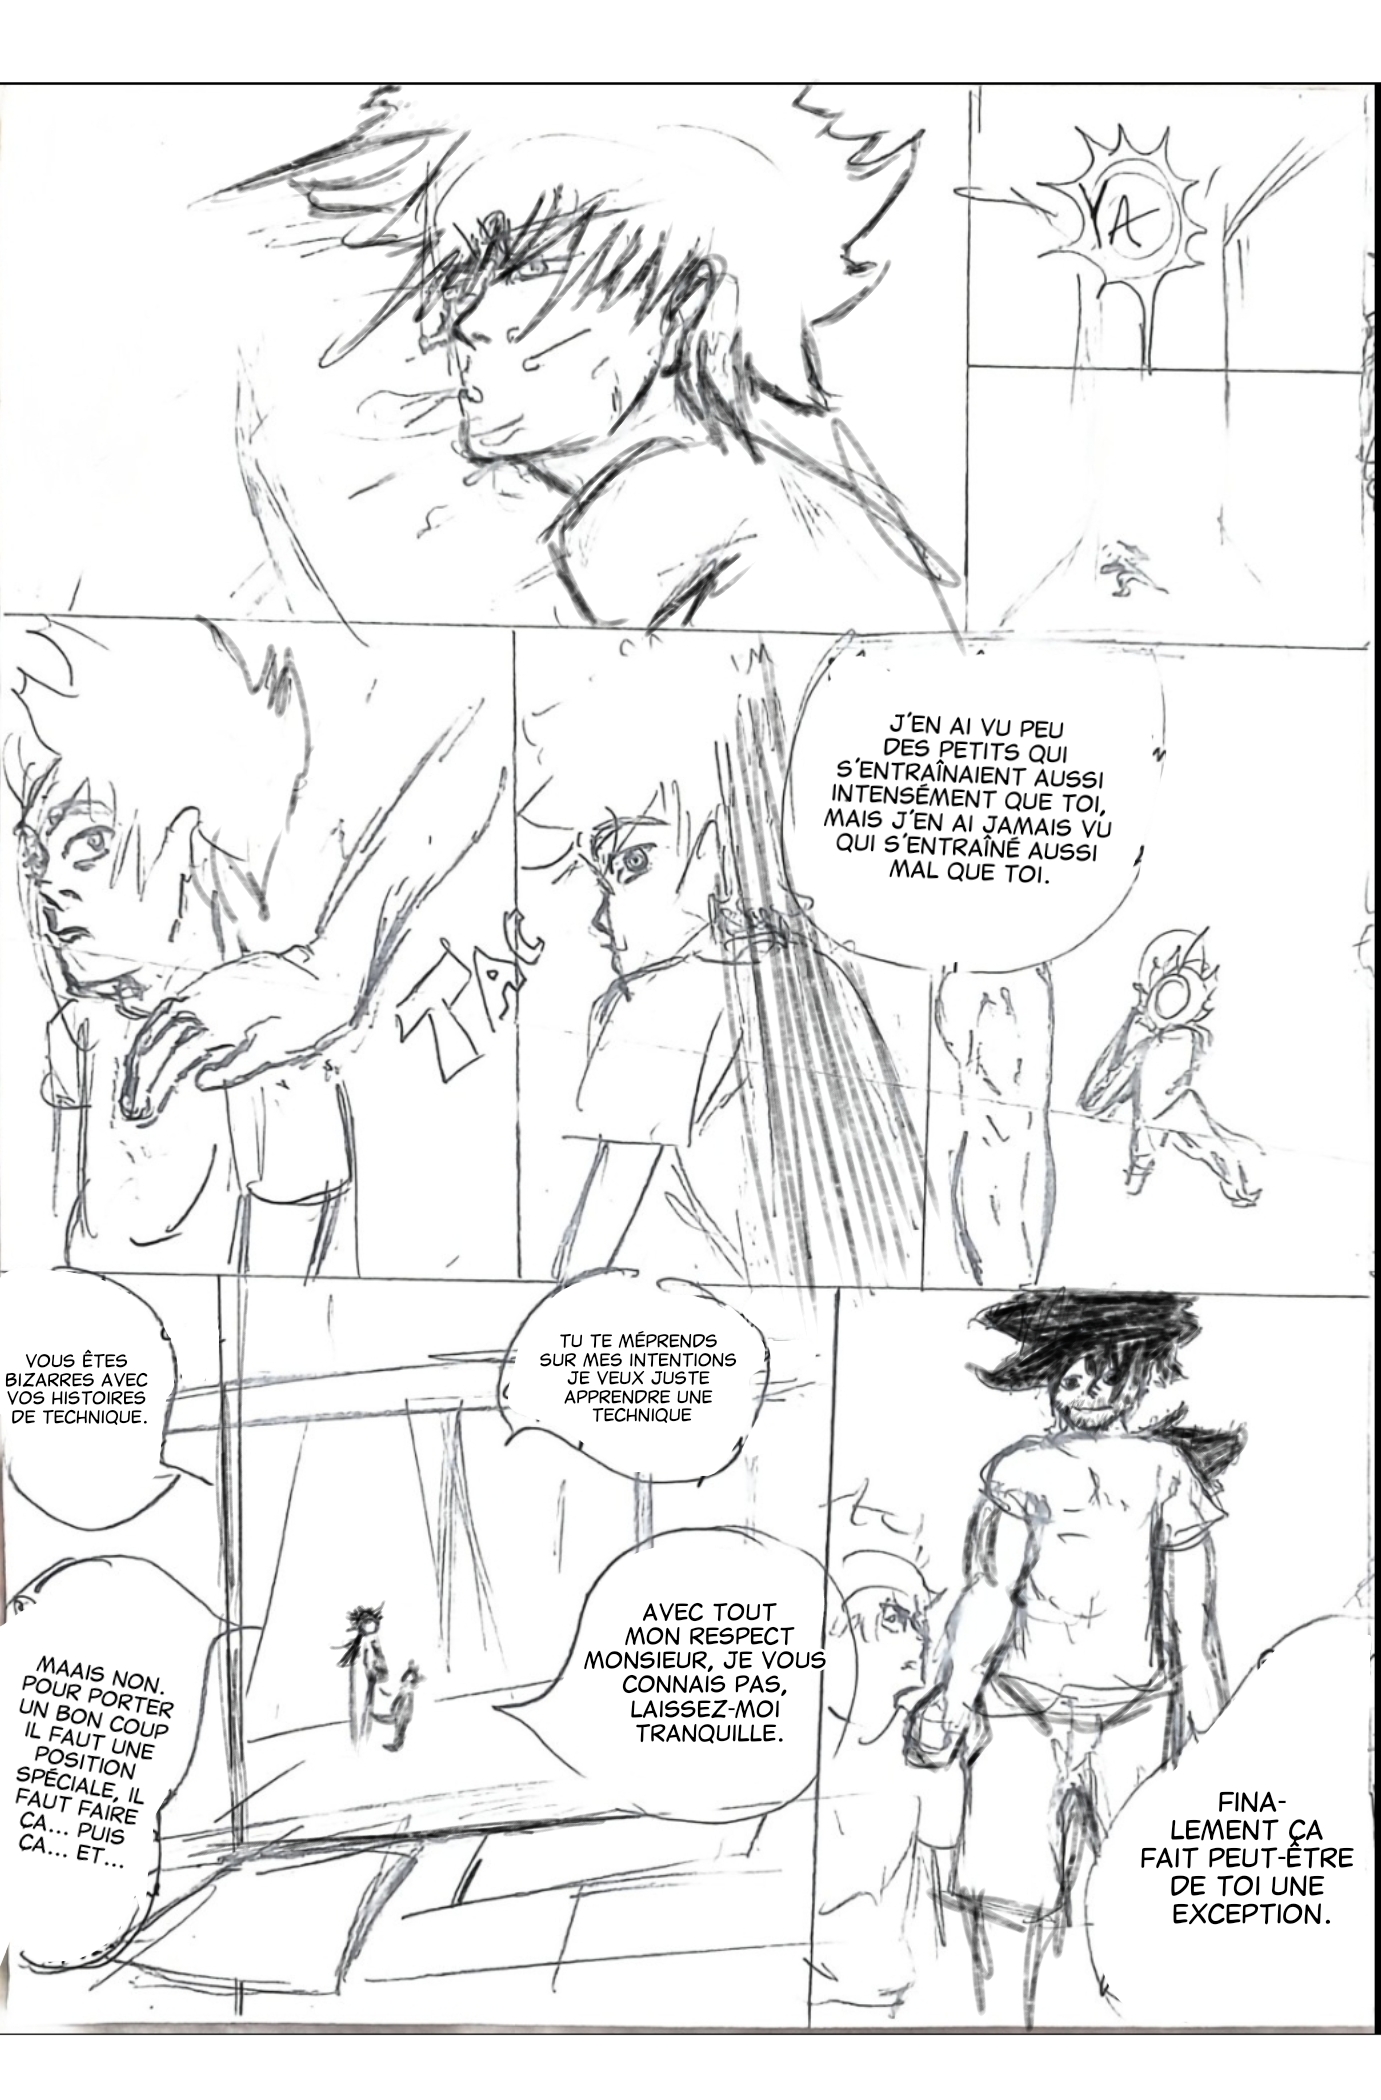 YA
J'EN AI VU PEU
DES PETITS QUI
S'ENTRAÎNAIENT AUSSI
INTENSÉMENT QUE TOI,
MAIS J'EN AI JAMAIS VU
QUI S'ENTRAÎNÉ AUSSI
MAL QUE TOI.
TAC
FINA-
LEMENT ÇA
FAIT PEUT-ÊTRE
DE TOI UNE
EXCEPTION.
TU TE MÉPRENDS
SUR MES INTENTIONS
JE VEUX JUSTE
APPRENDRE UNE
TECHNIQUE
AVEC TOUT
MON RESPECT
MONSIEUR, JE VOUS
CONNAIS PAS,
LAISSEZ-MOI
TRANQUILLE.
VOUS ÊTES
BIZARRES AVEC
VOS HISTOIRES
DE TECHNIQUE.
MAAIS NON.
POUR PORTER
UN BON COUP
IL FAUT UNE
POSITION
SPÉCIALE, IL
FAUT FAIRE
ÇA... PUIS
ÇA... ET...